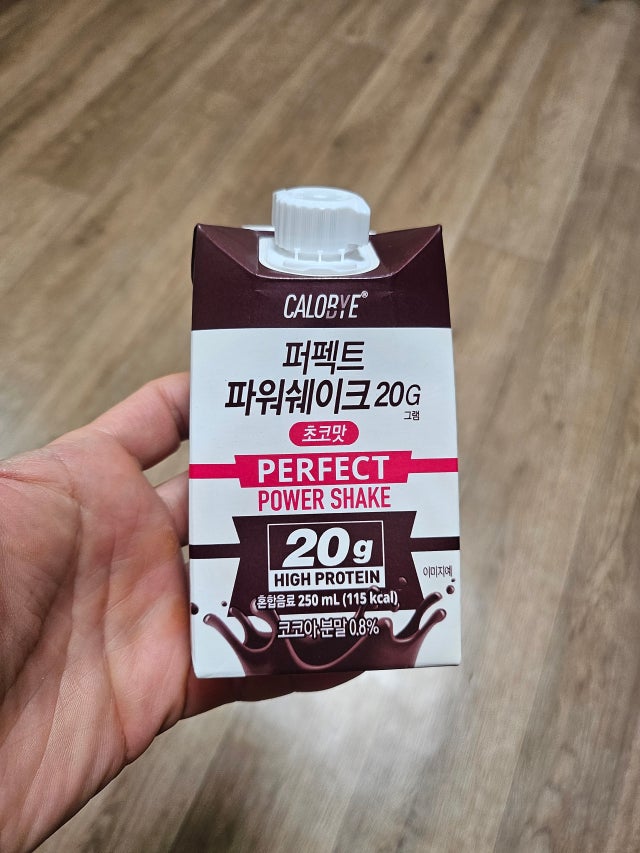 CALOBYE®
퍼펙트
파워쉐이크 20G
그램
초코맛
PERFECT
POWER SHAKE
20g
HIGH PROTEIN
이미지예
혼합음료 250 mL (115 kcal)
코코아분말 0.8%